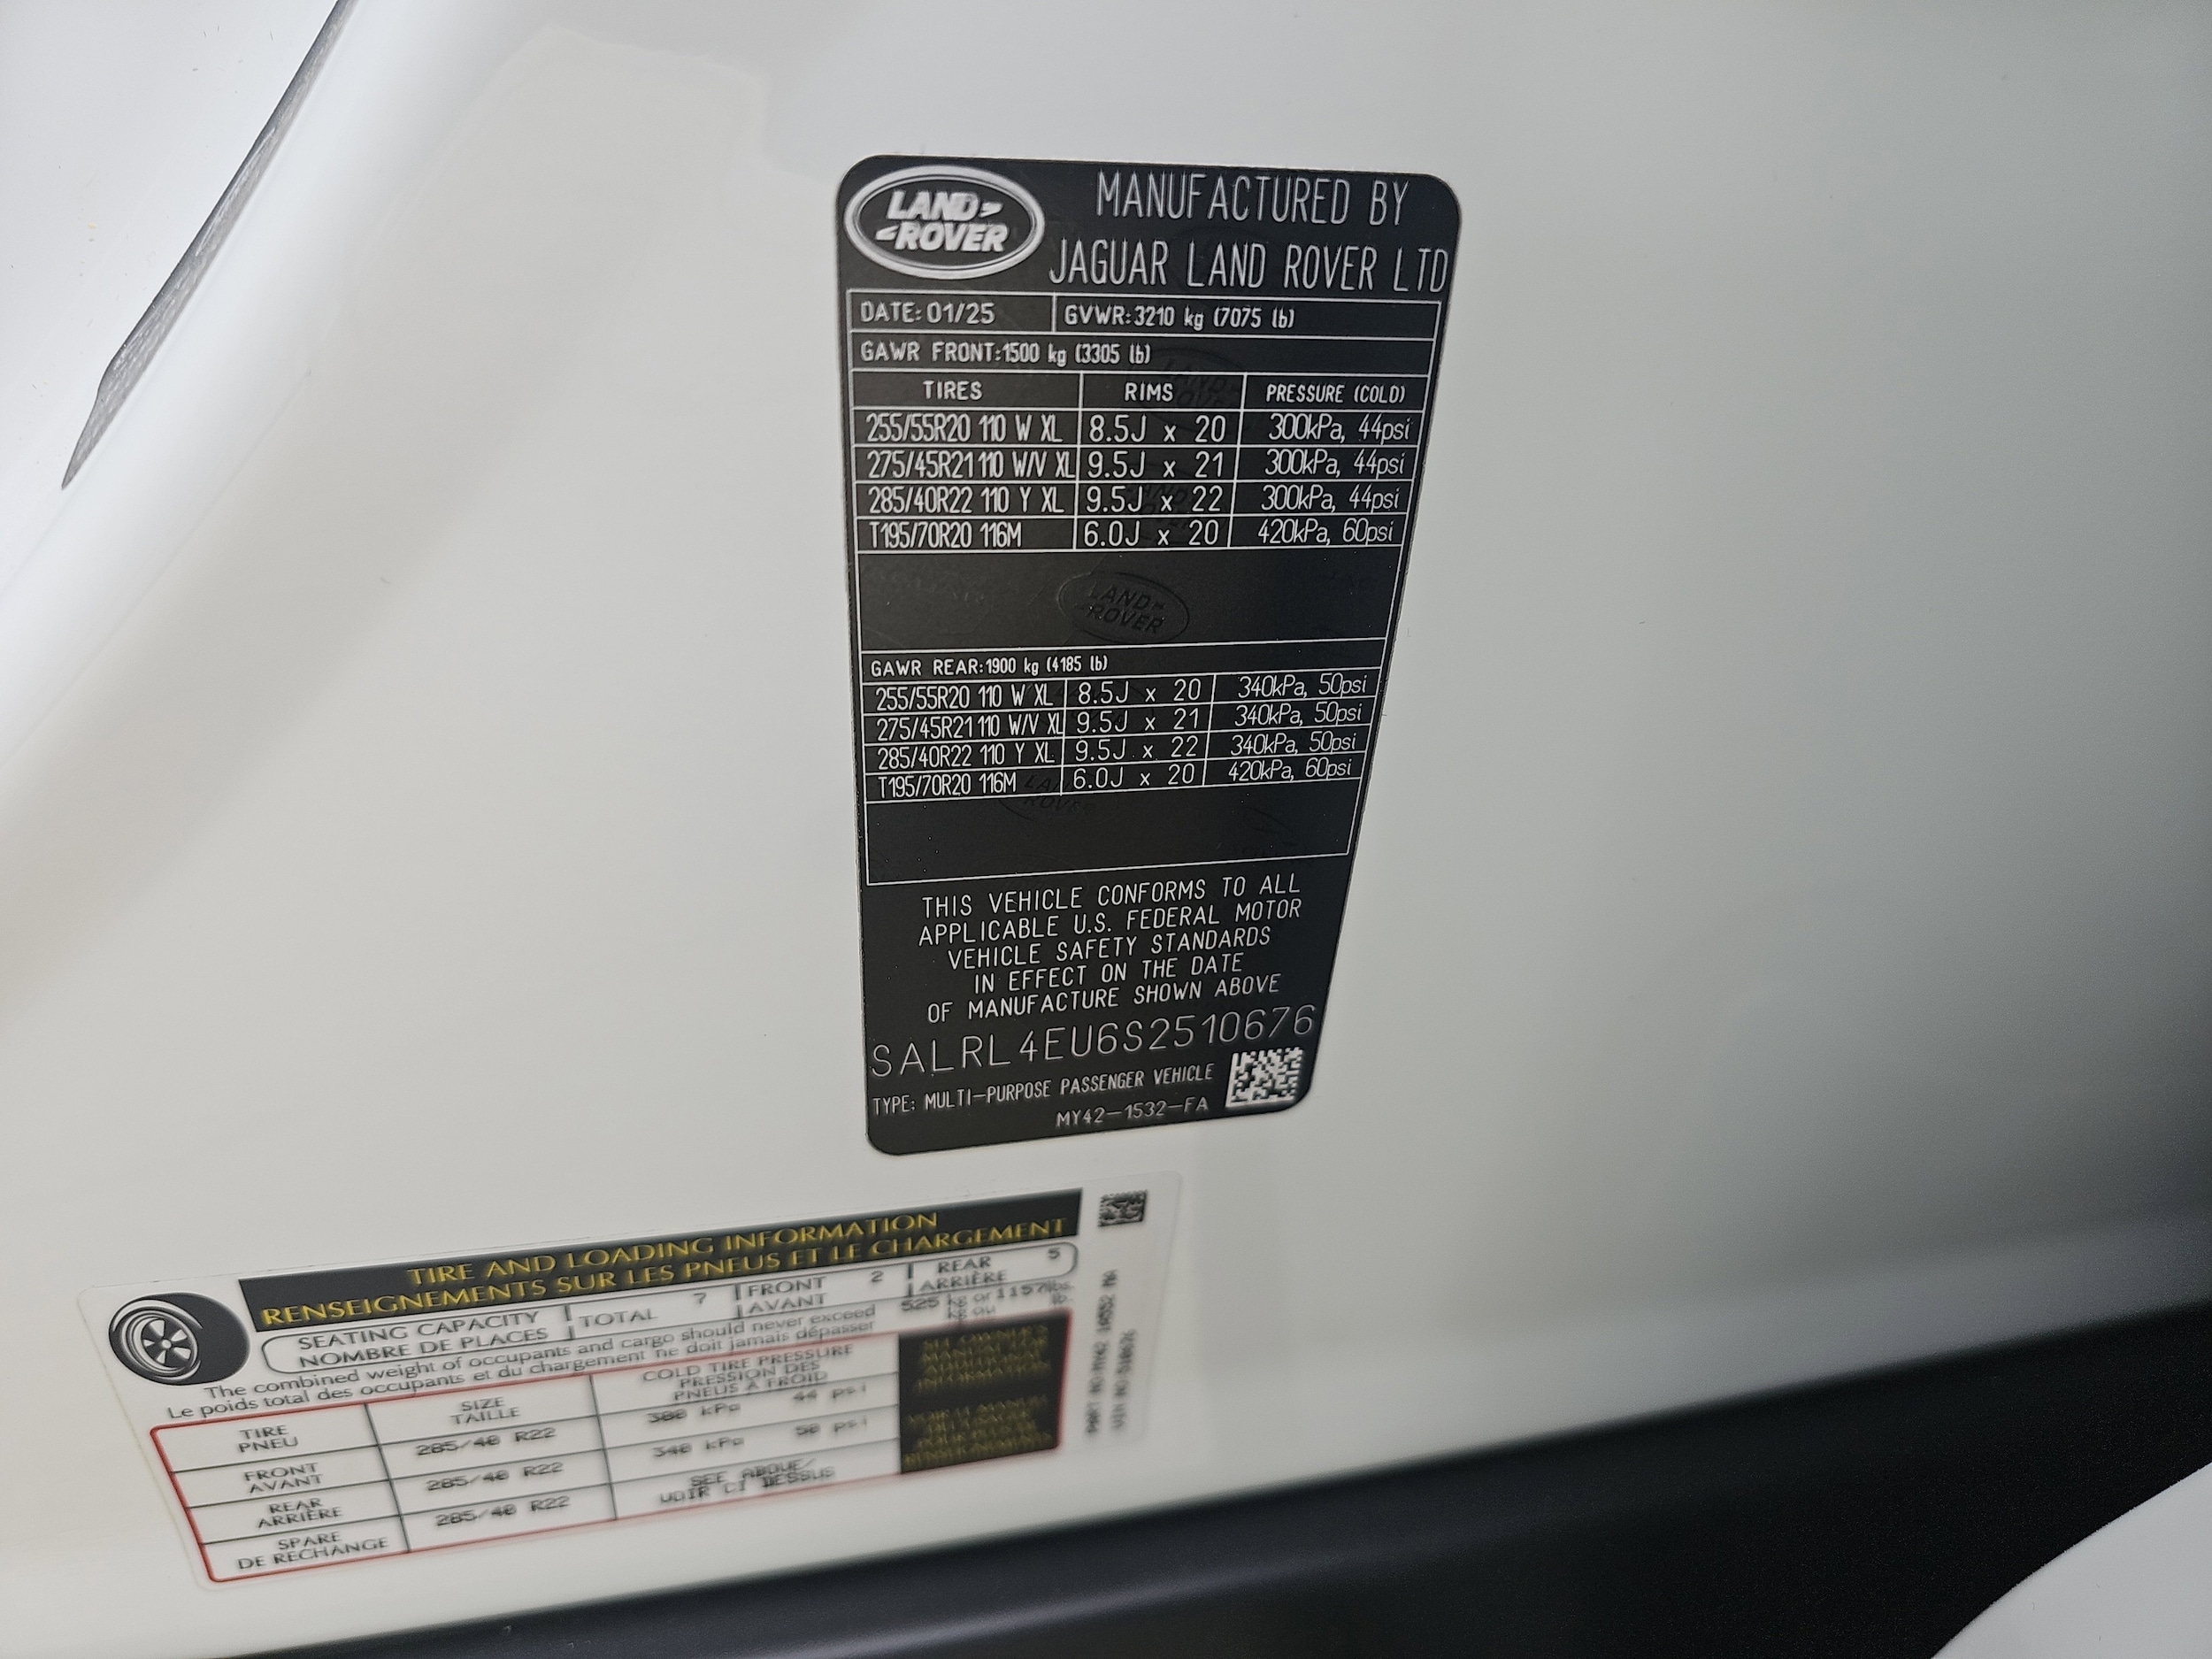 LAND-
-ROVER
MANUFACTURED BY
JAGUAR LAND ROVER LTD
DATE: 01/25 GVWR:3210 kg (7075 lb)
GAWR FRONT:1500 kg (3305 lb)
TIRES RIMS PRESSURE (COLD)
255/55R20 110 W XL 8.5J x 20 300kPa, 44psi
275/45R21 110 W/V XL 9.5J x 21 300kPa, 44psi
285/40R22 110 Y XL 9.5J x 22 300kPa, 44psi
T195/70R20 116M 6.0J x 20 420kPa, 60psi
LAND-
-ROVER
GAWR REAR:1900 kg (4185 lb)
255/55R20 110 W XL 8.5J x 20 340kPa, 50psi
275/45R21 110 W/V XL 9.5J x 21 340kPa, 50psi
285/40R22 110 Y XL 9.5J x 22 340kPa, 50psi
T195/70R20 116M 6.0J x 20 420kPa, 60psi
THIS VEHICLE CONFORMS TO ALL
APPLICABLE U.S. FEDERAL MOTOR
VEHICLE SAFETY STANDARDS
IN EFFECT ON THE DATE
OF MANUFACTURE SHOWN ABOVE
SALRL4EU6S2510676
TYPE: MULTI-PURPOSE PASSENGER VEHICLE
MY42-1532-FA
TIRE AND LOADING INFORMATION
RENSEIGNEMENTS SUR LES PNEUS ET LE CHARGEMENT
SEATING CAPACITY TOTAL 7 FRONT 2 REAR 5
NOMBRE DE PLACES AVANT ARRIÈRE
The combined weight of occupants and cargo should never exceed 525 kg or 1157 lbs.
Le poids total des occupants et du chargement ne doit jamais dépasser kg ou lb.
TIRE SIZE COLD TIRE PRESSURE
PNEU TAILLE PRESSION DES
PNEUS À FROID
FRONT 285/40 R22 300 kPa 44 psi
AVANT
REAR 285/40 R22 340 kPa 50 psi
ARRIÈRE
SPARE 285/40 R22 SEE ABOVE/
DE RECHANGE VOIR CI DESSUS
SEE OWNER'S
MANUAL FOR
ADDITIONAL
INFORMATION